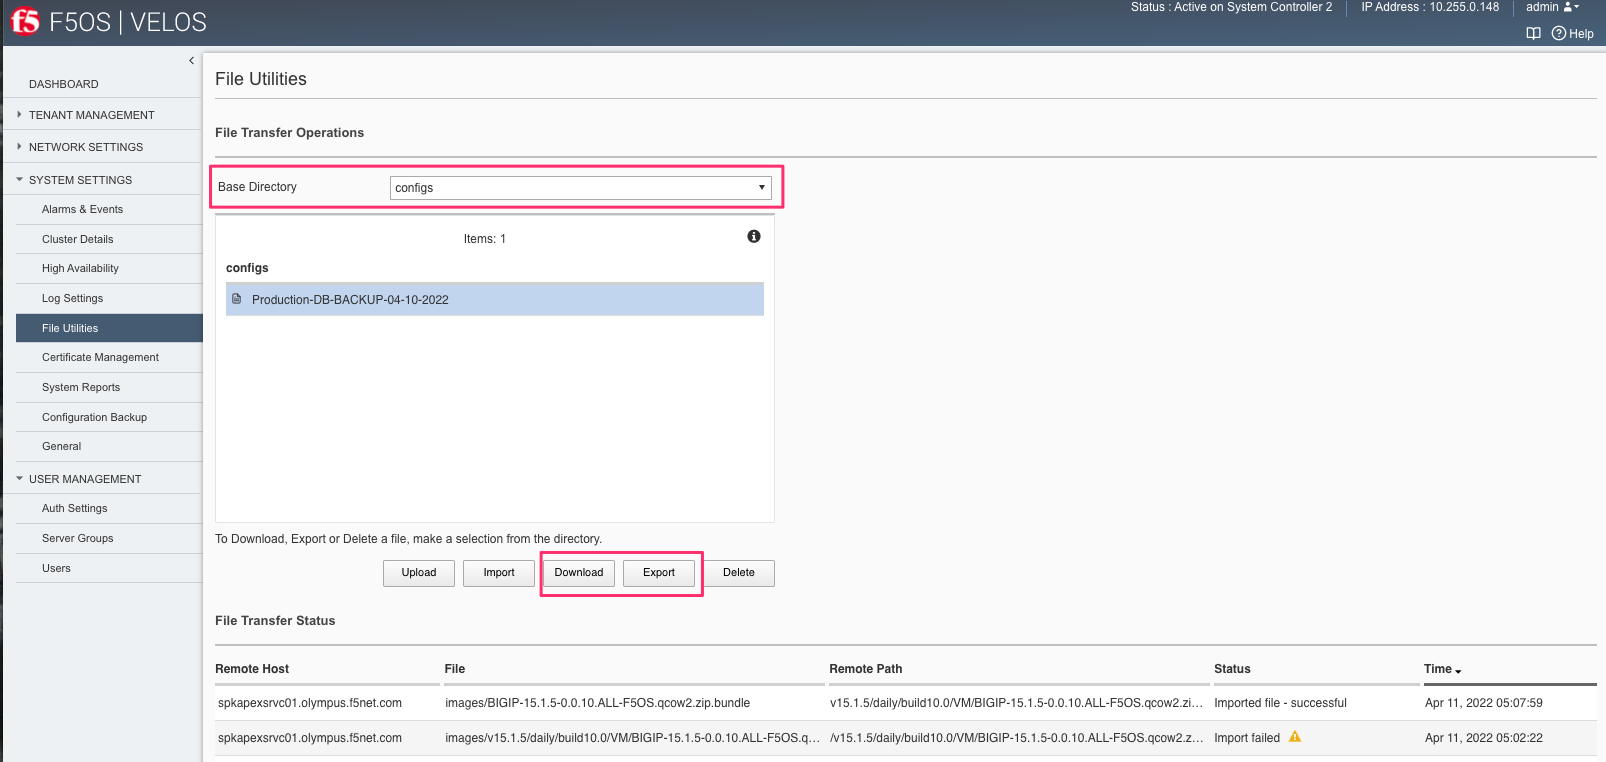 f5 F5OS | VELOS
Status : Active on System Controller 2
IP Address : 10.255.0.148
admin
Help
DASHBOARD
TENANT MANAGEMENT
NETWORK SETTINGS
SYSTEM SETTINGS
Alarms & Events
Cluster Details
High Availability
Log Settings
File Utilities
Certificate Management
System Reports
Configuration Backup
General
USER MANAGEMENT
Auth Settings
Server Groups
Users
File Utilities
File Transfer Operations
Base Directory configs
Items: 1
configs
Production-DB-BACKUP-04-10-2022
To Download, Export or Delete a file, make a selection from the directory.
Upload Import Download Export Delete
File Transfer Status
Remote Host File Remote Path Status Time
spkapexsrvc01.olympus.f5net.com images/BIGIP-15.1.5-0.0.10.ALL-F5OS.qcow2.zip.bundle v15.1.5/daily/build10.0/VM/BIGIP-15.1.5-0.0.10.ALL-F5OS.qcow2.zi... Imported file - successful Apr 11, 2022 05:07:59
spkapexsrvc01.olympus.f5net.com images/v15.1.5/daily/build10.0/VM/BIGIP-15.1.5-0.0.10.ALL-F5OS.q... /v15.1.5/daily/build10.0/VM/BIGIP-15.1.5-0.0.10.ALL-F5OS.qcow2.z... Import failed Apr 11, 2022 05:02:22